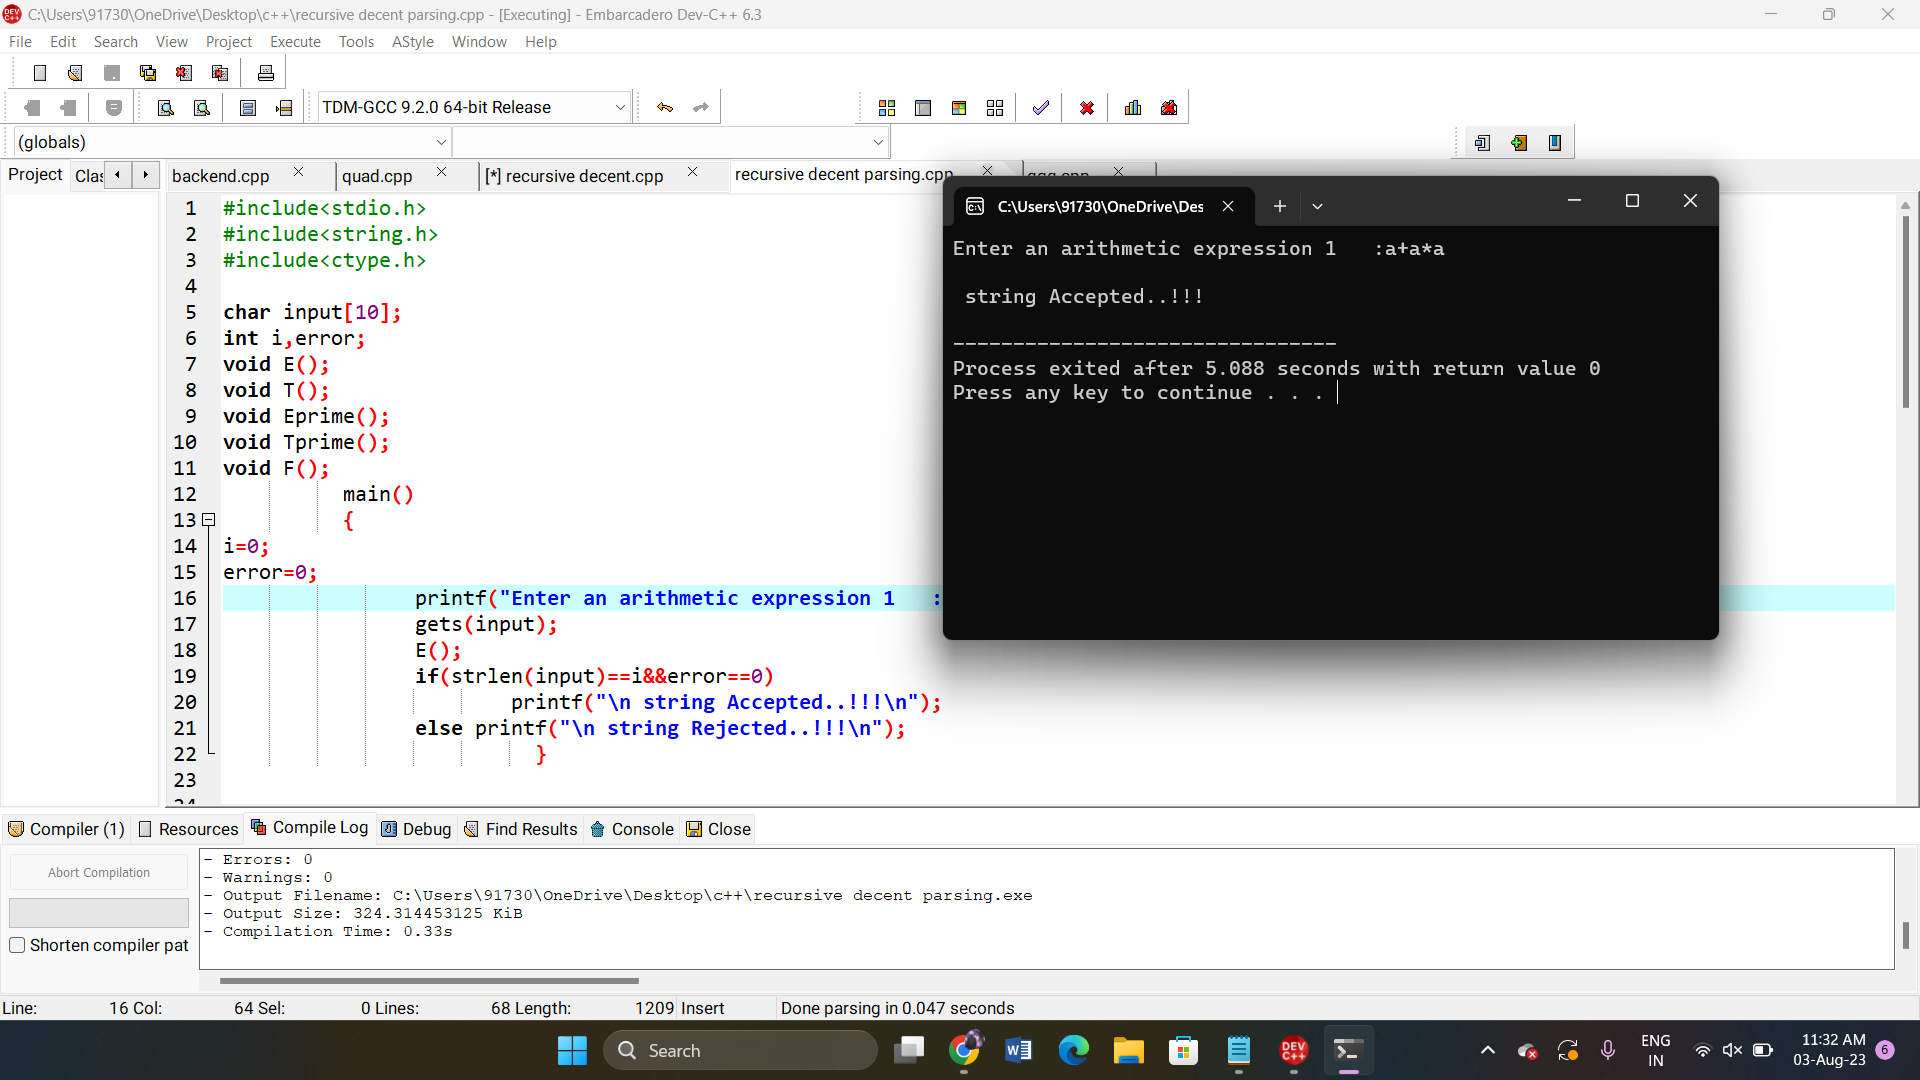 C:\Users\91730\OneDrive\Desktop\c++\recursive decent parsing.cpp - [Executing] - Embarcadero Dev-C++ 6.3
File Edit Search View Project Execute Tools AStyle Window Help
TDM-GCC 9.2.0 64-bit Release
(globals)
Project Clas backend.cpp quad.cpp [*] recursive decent.cpp recursive decent parsing.cpp
1 #include<stdio.h>
2 #include<string.h>
3 #include<ctype.h>
4
5 char input[10];
6 int i,error;
7 void E();
8 void T();
9 void Eprime();
10 void Tprime();
11 void F();
12 main()
13 {
14 i=0;
15 error=0;
16 printf("Enter an arithmetic expression 1   :
17 gets(input);
18 E();
19 if(strlen(input)==i&&error==0)
20 printf("\n string Accepted..!!!\n");
21 else printf("\n string Rejected..!!!\n");
22 }
23
C:\Users\91730\OneDrive\Des
Enter an arithmetic expression 1   :a+a*a
string Accepted..!!!
--------------------------------
Process exited after 5.088 seconds with return value 0
Press any key to continue . . .
Compiler (1) Resources Compile Log Debug Find Results Console Close
Abort Compilation
Shorten compiler pat
- Errors: 0
- Warnings: 0
- Output Filename: C:\Users\91730\OneDrive\Desktop\c++\recursive decent parsing.exe
- Output Size: 324.314453125 KiB
- Compilation Time: 0.33s
Line: 16 Col: 64 Sel: 0 Lines: 68 Length: 1209 Insert Done parsing in 0.047 seconds
Search
DEV C++
ENG
IN
11:32 AM
03-Aug-23
6